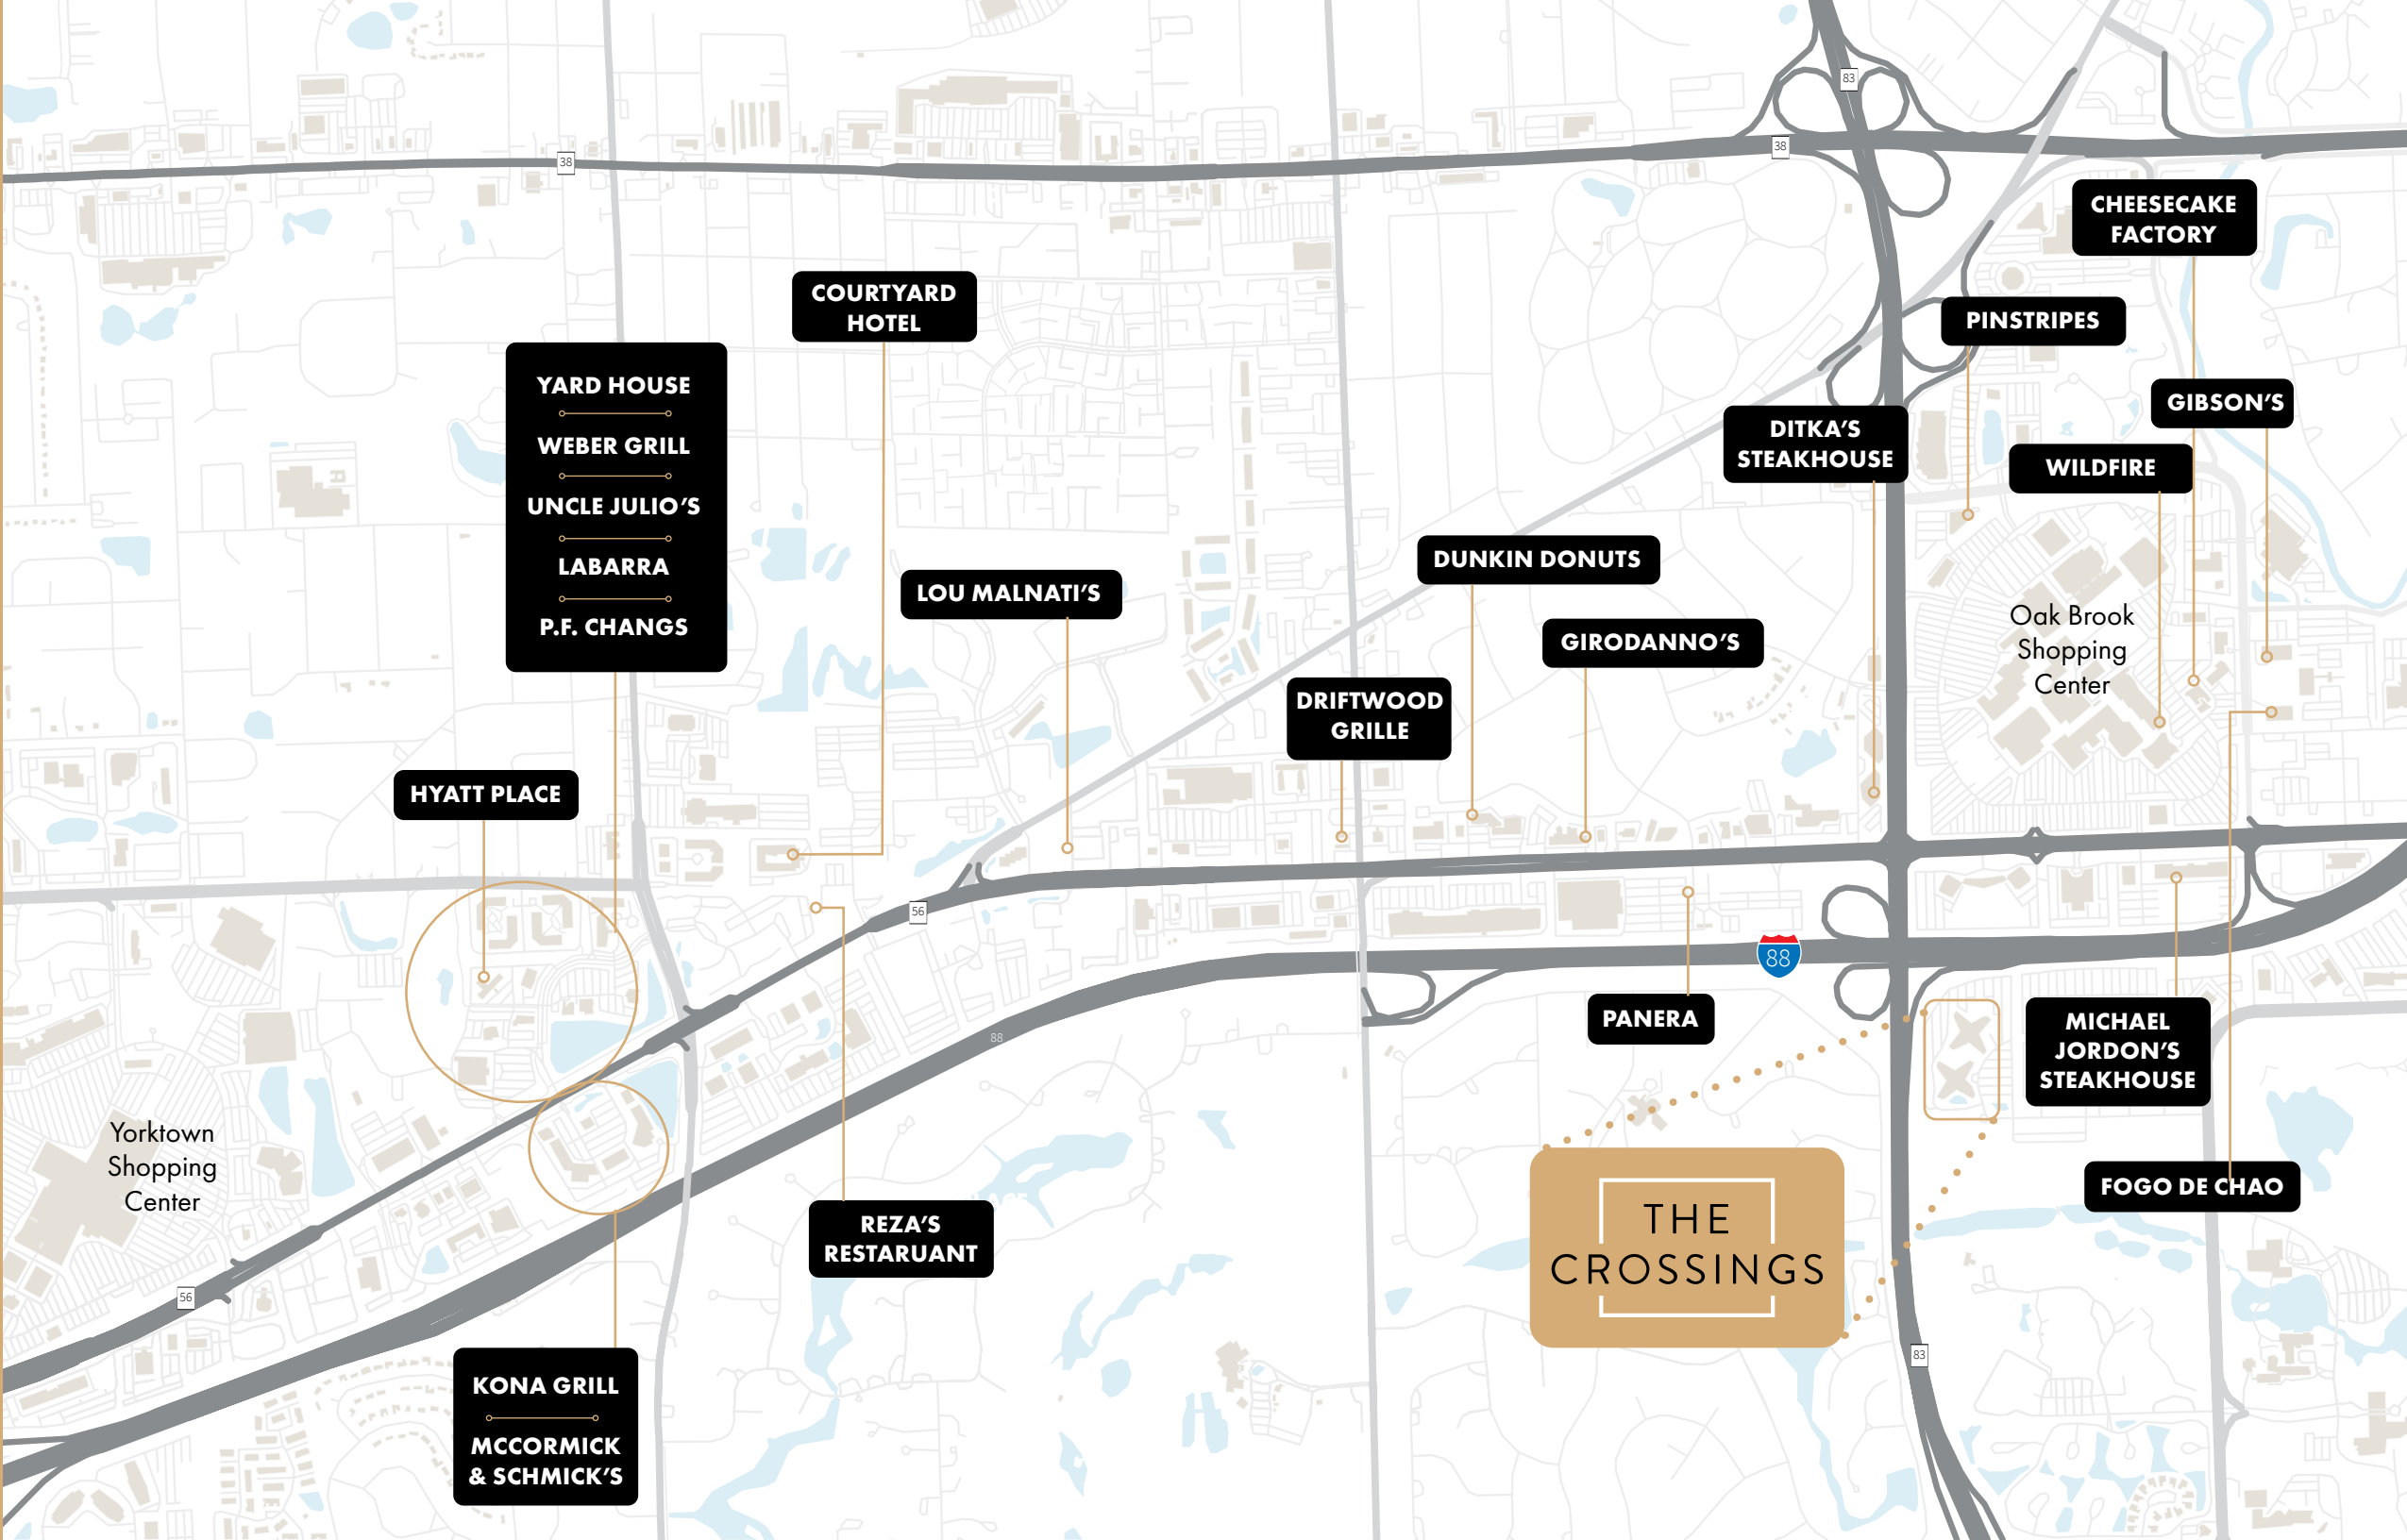 83
38
38
CHEESECAKE
FACTORY
COURTYARD
HOTEL
PINSTRIPES
YARD HOUSE
WEBER GRILL
UNCLE JULIO’S
LABARRA
P.F. CHANGS
GIBSON’S
DITKA’S
STEAKHOUSE
WILDFIRE
DUNKIN DONUTS
LOU MALNATI’S
GIRODANNO’S
Oak Brook
Shopping
Center
DRIFTWOOD
GRILLE
HYATT PLACE
56
88
88
PANERA
MICHAEL
JORDON’S
STEAKHOUSE
Yorktown
Shopping
Center
FOGO DE CHAO
THE
CROSSINGS
REZA’S
RESTARUANT
56
83
KONA GRILL
MCCORMICK
& SCHMICK’S